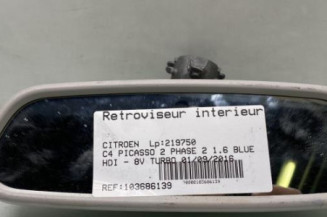 Retroviseur interieur
CITROEN Lp:219750
C4 PICASSO 2 PHASE 2 1.6 BLUE
HDI - 8V TURBO 01/09/2016
REF:103686139